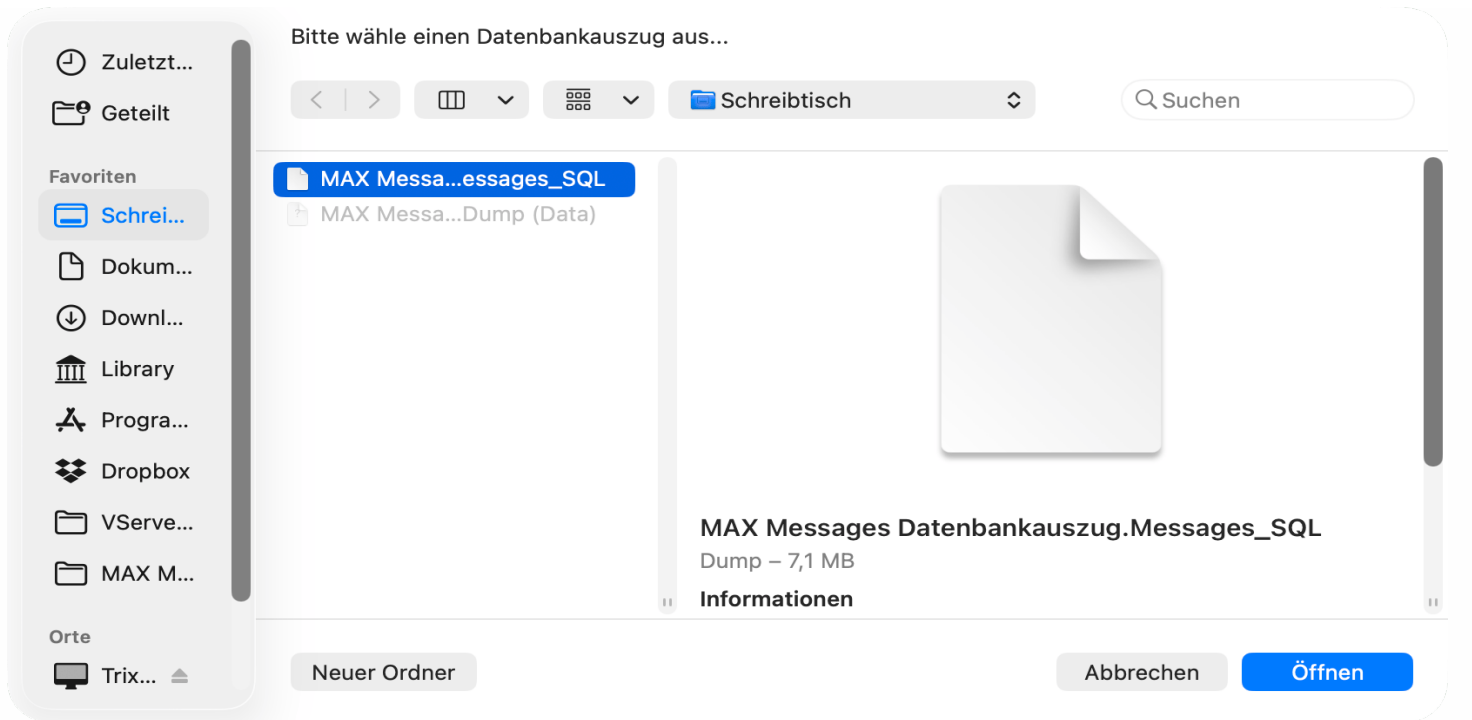 Bitte wähle einen Datenbankauszug aus...
Zuletzt...
Geteilt
Favoriten
Schrei...
Dokum...
Downl...
Library
Progra...
Dropbox
VServe...
MAX M...
Orte
Trix...
Schreibtisch
Suchen
MAX Messa...essages_SQL
MAX Messa...Dump (Data)
MAX Messages Datenbankauszug.Messages_SQL
Dump – 7,1 MB
Informationen
Neuer Ordner
Abbrechen
Öffnen